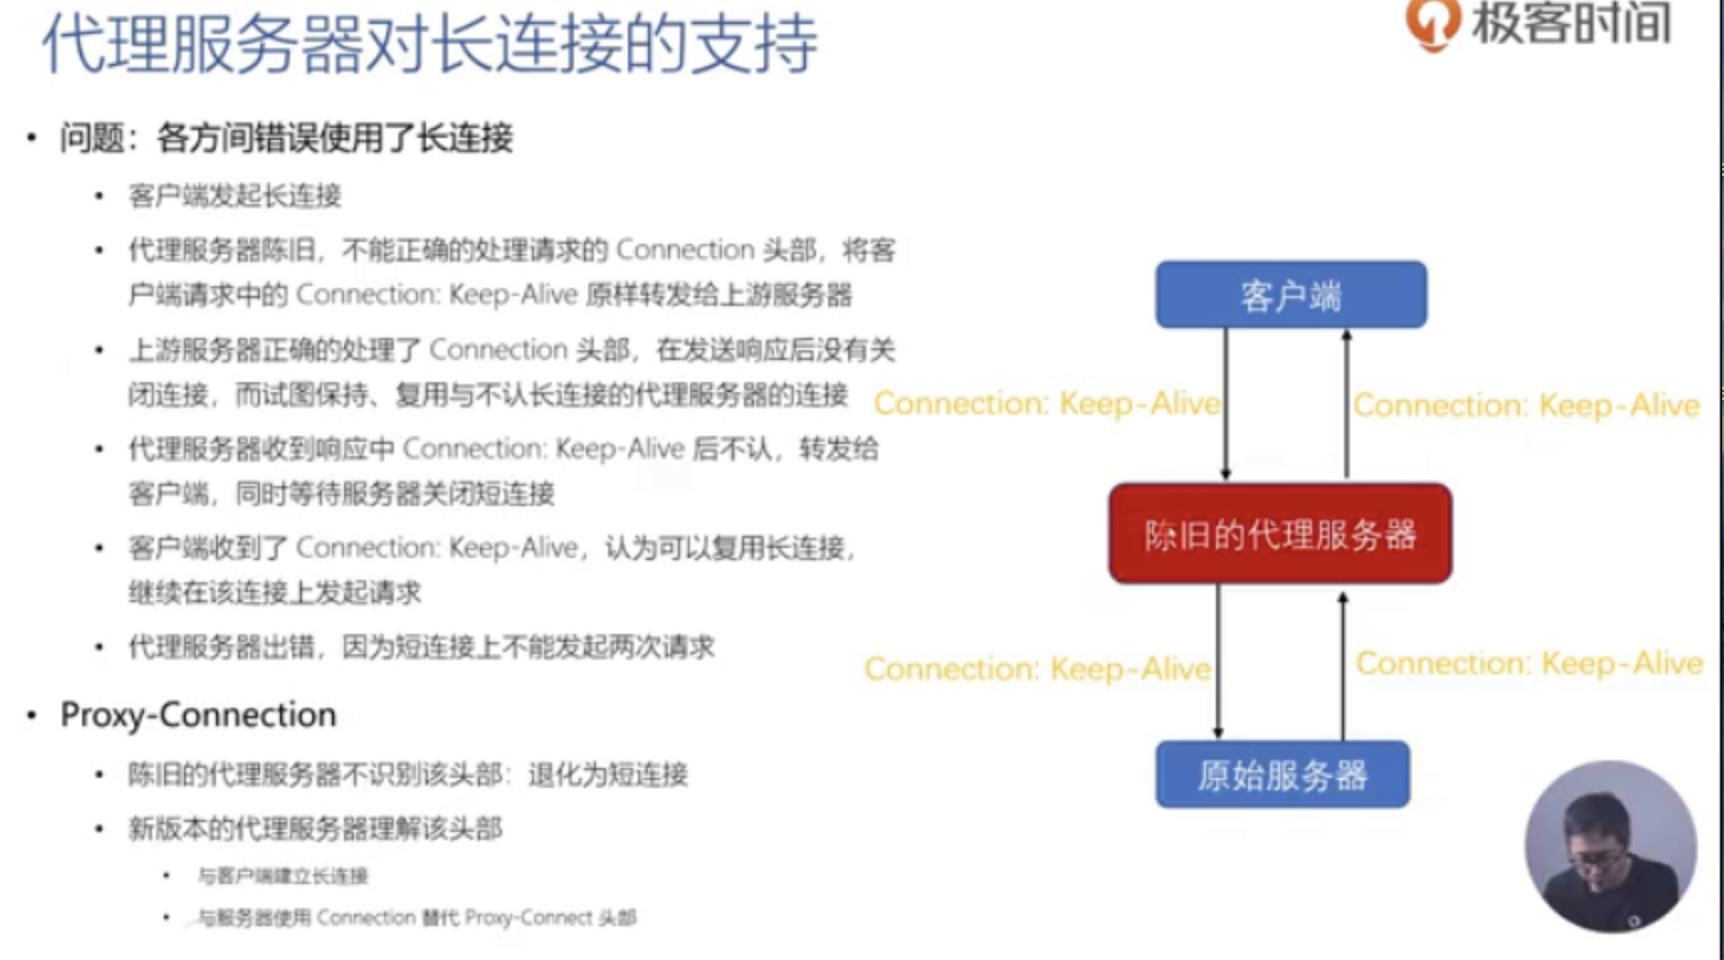 代理服务器对长连接的支持
极客时间
• 问题：各方间错误使用了长连接
• 客户端发起长连接
• 代理服务器陈旧，不能正确的处理请求的 Connection 头部，将客
户端请求中的 Connection: Keep-Alive 原样转发给上游服务器
• 上游服务器正确的处理了 Connection 头部，在发送响应后没有关
闭连接，而试图保持、复用与不认长连接的代理服务器的连接
• 代理服务器收到响应中 Connection: Keep-Alive 后不认，转发给
客户端，同时等待服务器关闭短连接
• 客户端收到了 Connection: Keep-Alive，认为可以复用长连接，
继续在该连接上发起请求
• 代理服务器出错，因为短连接上不能发起两次请求
• Proxy-Connection
• 陈旧的代理服务器不识别该头部：退化为短连接
• 新版本的代理服务器理解该头部
• 与客户端建立长连接
• 与服务器使用 Connection 替代 Proxy-Connect 头部
客户端
Connection: Keep-Alive
Connection: Keep-Alive
陈旧的代理服务器
Connection: Keep-Alive
Connection: Keep-Alive
原始服务器